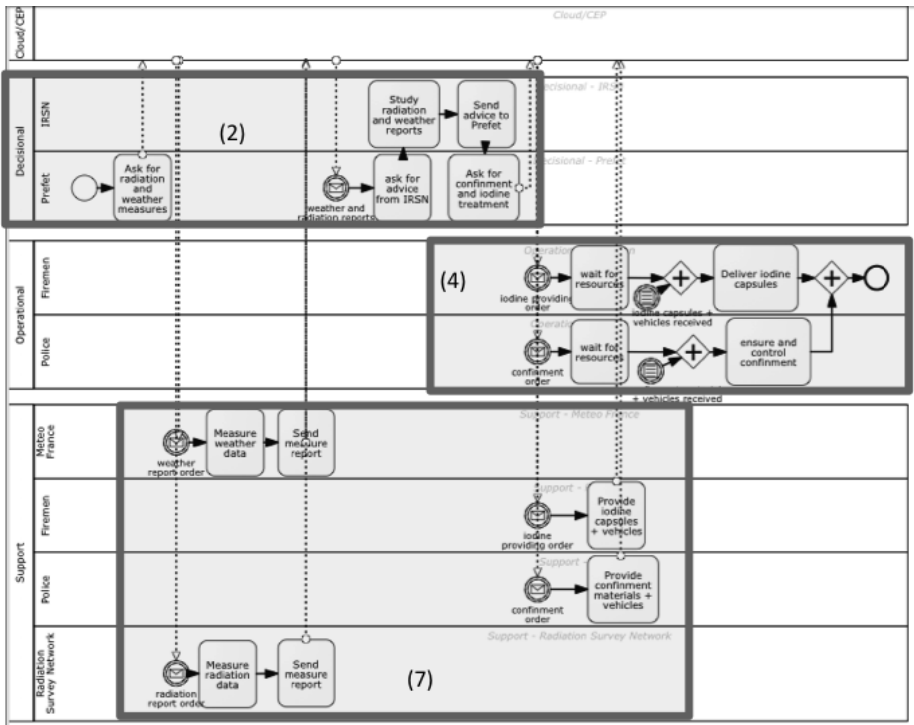 Cloud/CEP
Cloud/CEP
Decisional
IRSN
Decisional - IRSN
(2)
Study
radiation
and weather
reports
Send
advice to
Prefet
Prefet
Decisional - Prefet
Ask for
radiation
and
weather
measures
weather and
radiation reports
ask for
advice
from IRSN
Ask for
confinment
and iodine
treatment
Operational
Firemen
(4)
iodine providing
order
wait for
resources
iodine capsules +
vehicles received
Deliver iodine
capsules
Police
confinment
order
wait for
resources
+ vehicles received
ensure and
control
confinment
Support
Meteo
France
Support - Meteo France
weather
report order
Measure
weather
data
Send
measure
report
Firemen
Support -
iodine
providing order
Provide
iodine
capsules
+ vehicles
Police
Support -
confinment
order
Provide
confinment
materials +
vehicles
Radiation
Survey Network
Support - Radiation Survey Network
radiation
report order
Measure
radiation
data
Send
measure
report
(7)